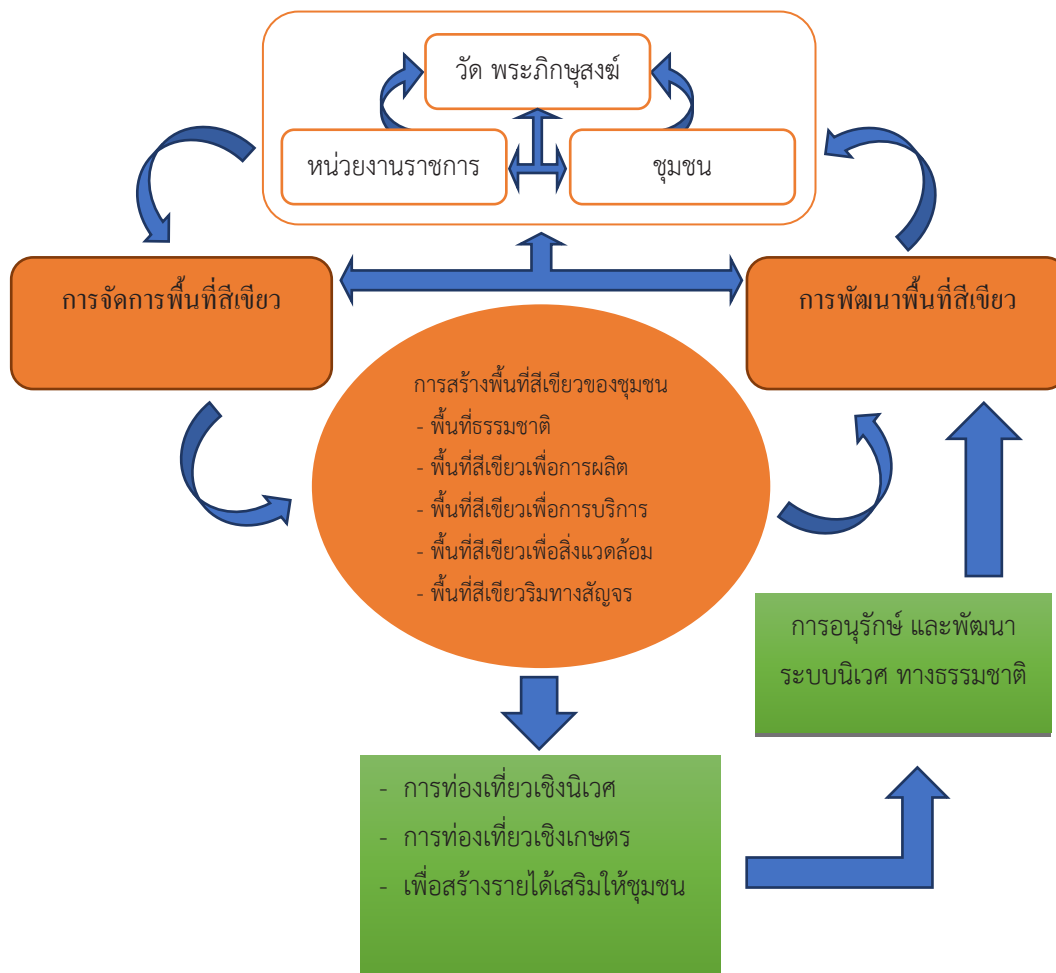 วัด พระภิกษุสงฆ์
หน่วยงานราชการ
ชุมชน
การจัดการพื้นที่สีเขียว
การพัฒนาพื้นที่สีเขียว
การสร้างพื้นที่สีเขียวของชุมชน
- พื้นที่ธรรมชาติ
- พื้นที่สีเขียวเพื่อการผลิต
- พื้นที่สีเขียวเพื่อการบริการ
- พื้นที่สีเขียวเพื่อสิ่งแวดล้อม
- พื้นที่สีเขียวริมทางสัญจร
การอนุรักษ์ และพัฒนา
ระบบนิเวศ ทางธรรมชาติ
- การท่องเที่ยวเชิงนิเวศ
- การท่องเที่ยวเชิงเกษตร
- เพื่อสร้างรายได้เสริมให้ชุมชน